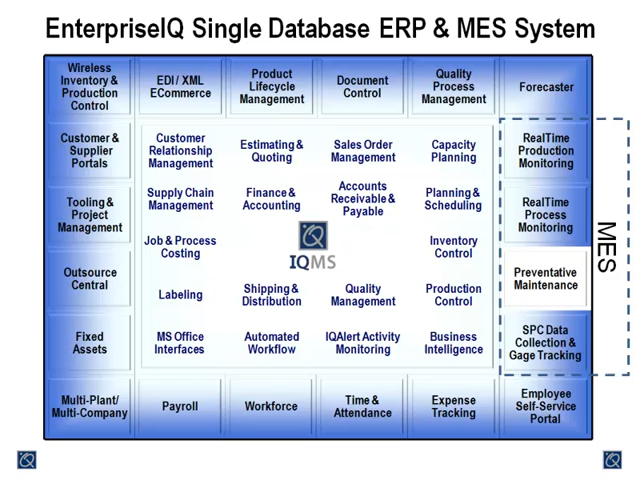 EnterpriseIQ Single Database ERP & MES System
Wireless
Inventory &
Production
Control
EDI / XML
ECommerce
Product
Lifecycle
Management
Document
Control
Quality
Process
Management
Forecaster
Customer &
Supplier
Portals
Customer
Relationship
Management
Estimating &
Quoting
Sales Order
Management
Capacity
Planning
RealTime
Production
Monitoring
Tooling &
Project
Management
Supply Chain
Management
Finance &
Accounting
Accounts
Receivable &
Payable
Planning &
Scheduling
RealTime
Process
Monitoring
MES
Job & Process
Costing
IQMS
Inventory
Control
Outsource
Central
Labeling
Shipping &
Distribution
Quality
Management
Production
Control
Preventative
Maintenance
Fixed
Assets
MS Office
Interfaces
Automated
Workflow
IQAlert Activity
Monitoring
Business
Intelligence
SPC Data
Collection &
Gage Tracking
Multi-Plant/
Multi-Company
Payroll
Workforce
Time &
Attendance
Expense
Tracking
Employee
Self-Service
Portal
IQ
IQ